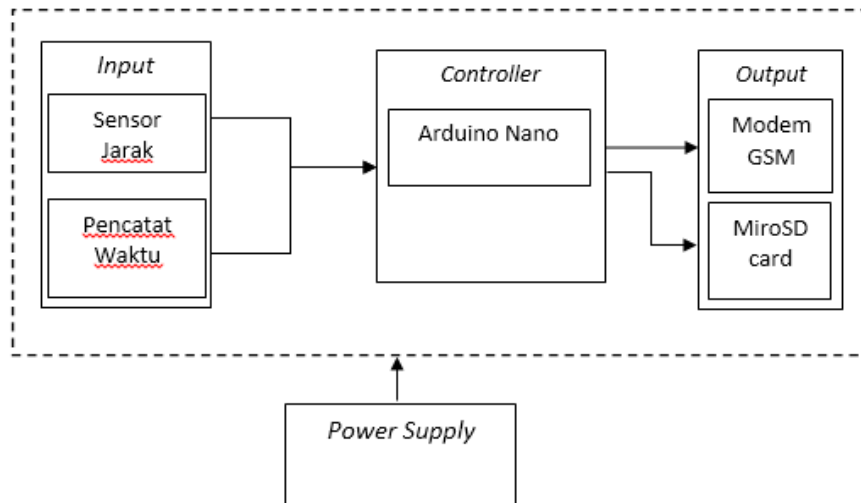 Input
Sensor
Jarak
Pencatat
Waktu
Controller
Arduino Nano
Output
Modem
GSM
MiroSD
card
Power Supply